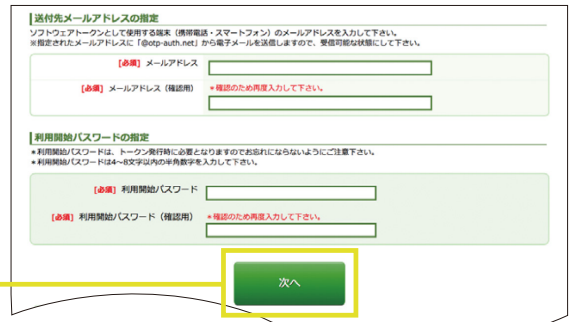 送付先メールアドレスの指定
ソフトウェアトークンとして使用する端末（携帯電話・スマートフォン）のメールアドレスを入力して下さい。
※指定されたメールアドレスに「@otp-auth.net」から電子メールを送信しますので、受信可能な状態にして下さい。
【必須】メールアドレス
【必須】メールアドレス（確認用）
＊確認のため再度入力して下さい。
利用開始パスワードの指定
＊利用開始パスワードは、トークン発行時に必要となりますのでお忘れにならないようにご注意下さい。
＊利用開始パスワードは4～8文字以内の半角数字を入力して下さい。
【必須】利用開始パスワード
【必須】利用開始パスワード（確認用）
＊確認のため再度入力して下さい。
次へ